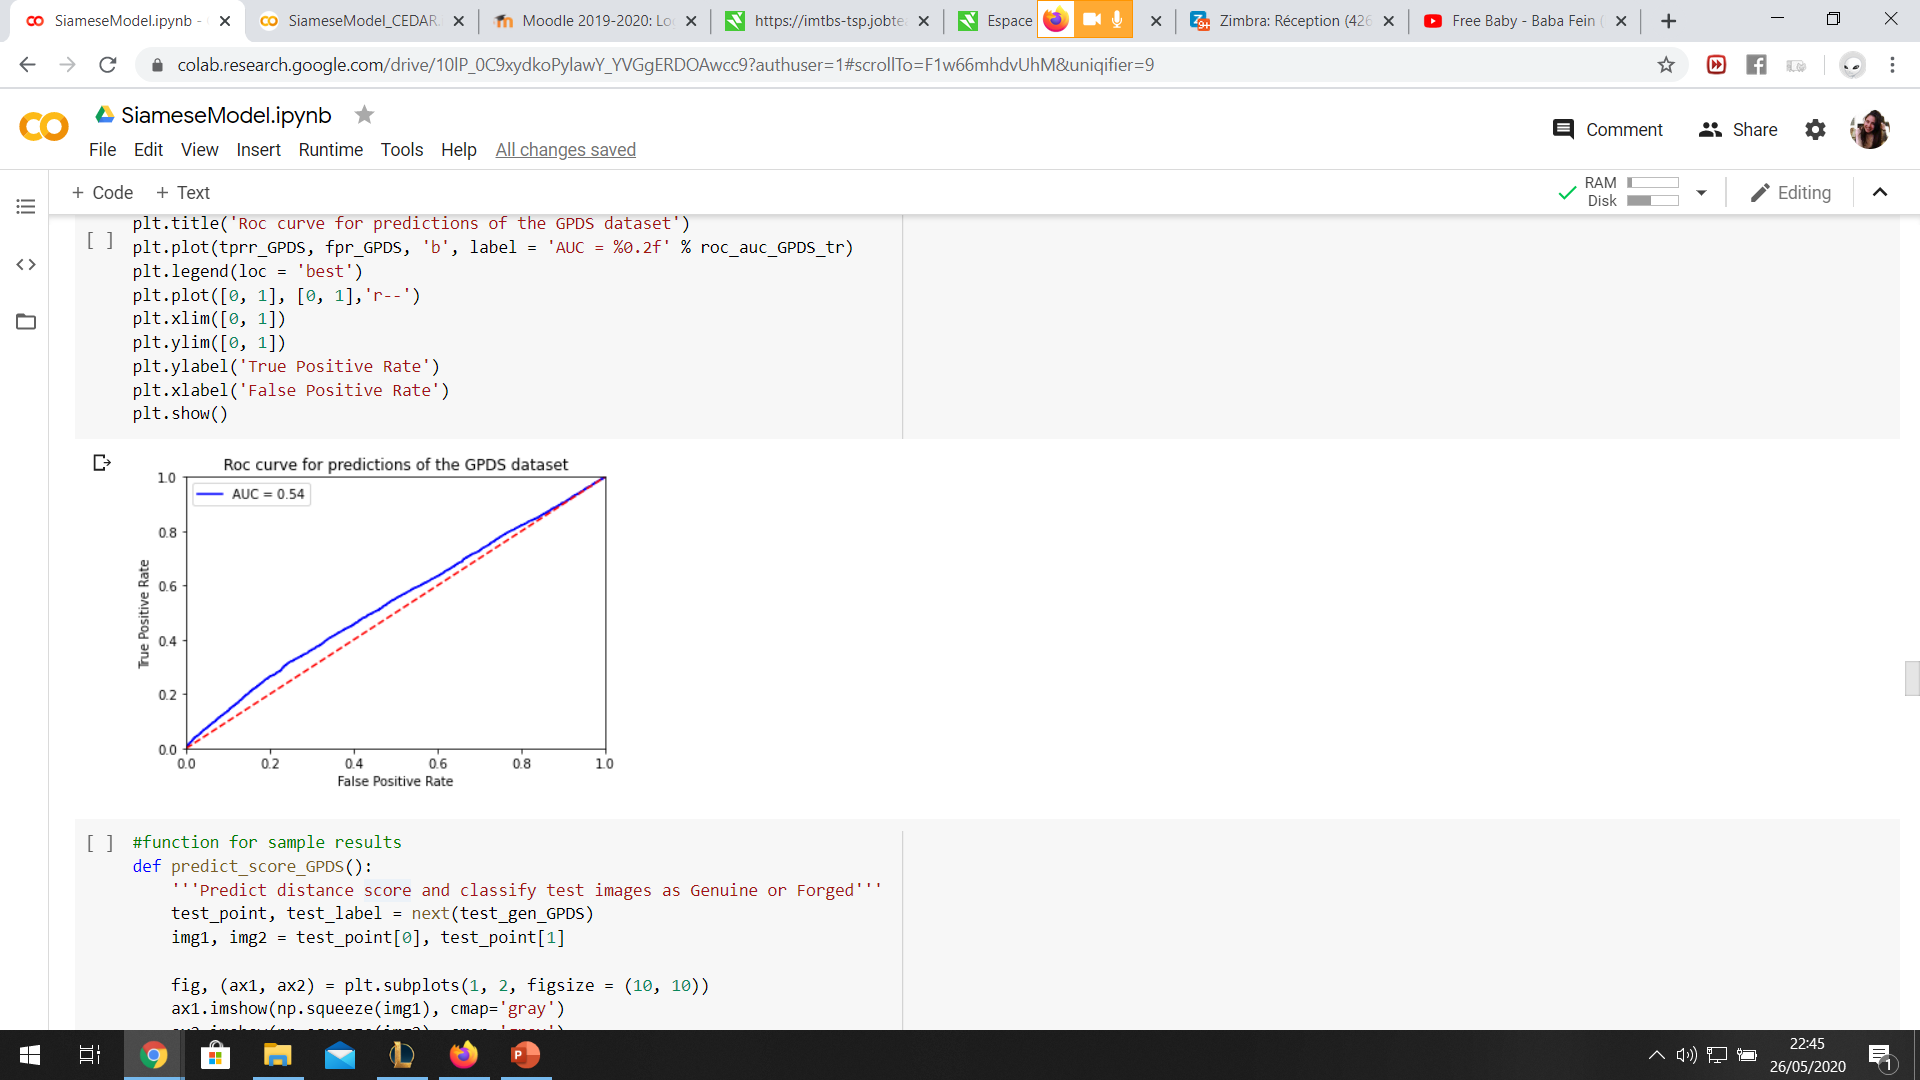 SiameseModel.ipynb -
SiameseModel_CEDAR.
Moodle 2019-2020: Lo
https://imtbs-tsp.jobte
Espace
Zimbra: Réception (426
Free Baby - Baba Fein (
colab.research.google.com/drive/10lP_0C9xydkoPylawY_YVGgERDOAwcc9?authuser=1#scrollTo=F1w66mhdvUhM&uniqifier=9
SiameseModel.ipynb
Comment
Share
File Edit View Insert Runtime Tools Help All changes saved
+ Code + Text
RAM
Disk
Editing
plt.title('Roc curve for predictions of the GPDS dataset')
[ ]
plt.plot(tprr_GPDS, fpr_GPDS, 'b', label = 'AUC = %0.2f' % roc_auc_GPDS_tr)
plt.legend(loc = 'best')
plt.plot([0, 1], [0, 1],'r--')
plt.xlim([0, 1])
plt.ylim([0, 1])
plt.ylabel('True Positive Rate')
plt.xlabel('False Positive Rate')
plt.show()
Roc curve for predictions of the GPDS dataset
AUC = 0.54
1.0
0.8
0.6
0.4
0.2
0.0
True Positive Rate
0.0 0.2 0.4 0.6 0.8 1.0
False Positive Rate
[ ] #function for sample results
def predict_score_GPDS():
'''Predict distance score and classify test images as Genuine or Forged'''
test_point, test_label = next(test_gen_GPDS)
img1, img2 = test_point[0], test_point[1]
fig, (ax1, ax2) = plt.subplots(1, 2, figsize = (10, 10))
ax1.imshow(np.squeeze(img1), cmap='gray')
22:45
26/05/2020
1